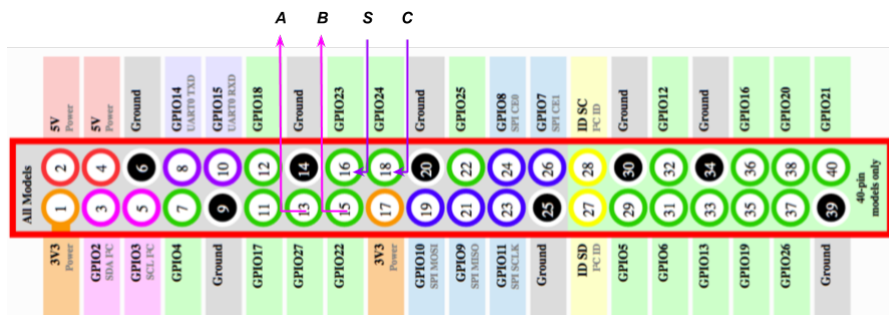 A B S C
5V Power
5V Power
Ground
GPIO14 UART0 TXD
GPIO15 UART0 RXD
GPIO18
Ground
GPIO23
GPIO24
Ground
GPIO25
GPIO8 SPI CE0
GPIO7 SPI CE1
ID SC I²C ID
Ground
GPIO12
Ground
GPIO16
GPIO20
GPIO21
All Models
2 4 6 8 10 12 14 16 18 20 22 24 26 28 30 32 34 36 38 40
1 3 5 7 9 11 13 15 17 19 21 23 25 27 29 31 33 35 37 39
40-pin
models only
3V3 Power
GPIO2 SDA I²C
GPIO3 SCL I²C
GPIO4
Ground
GPIO17
GPIO27
GPIO22
3V3 Power
GPIO10 SPI MOSI
GPIO9 SPI MISO
GPIO11 SPI SCLK
Ground
ID SD I²C ID
GPIO5
GPIO6
GPIO13
GPIO19
GPIO26
Ground